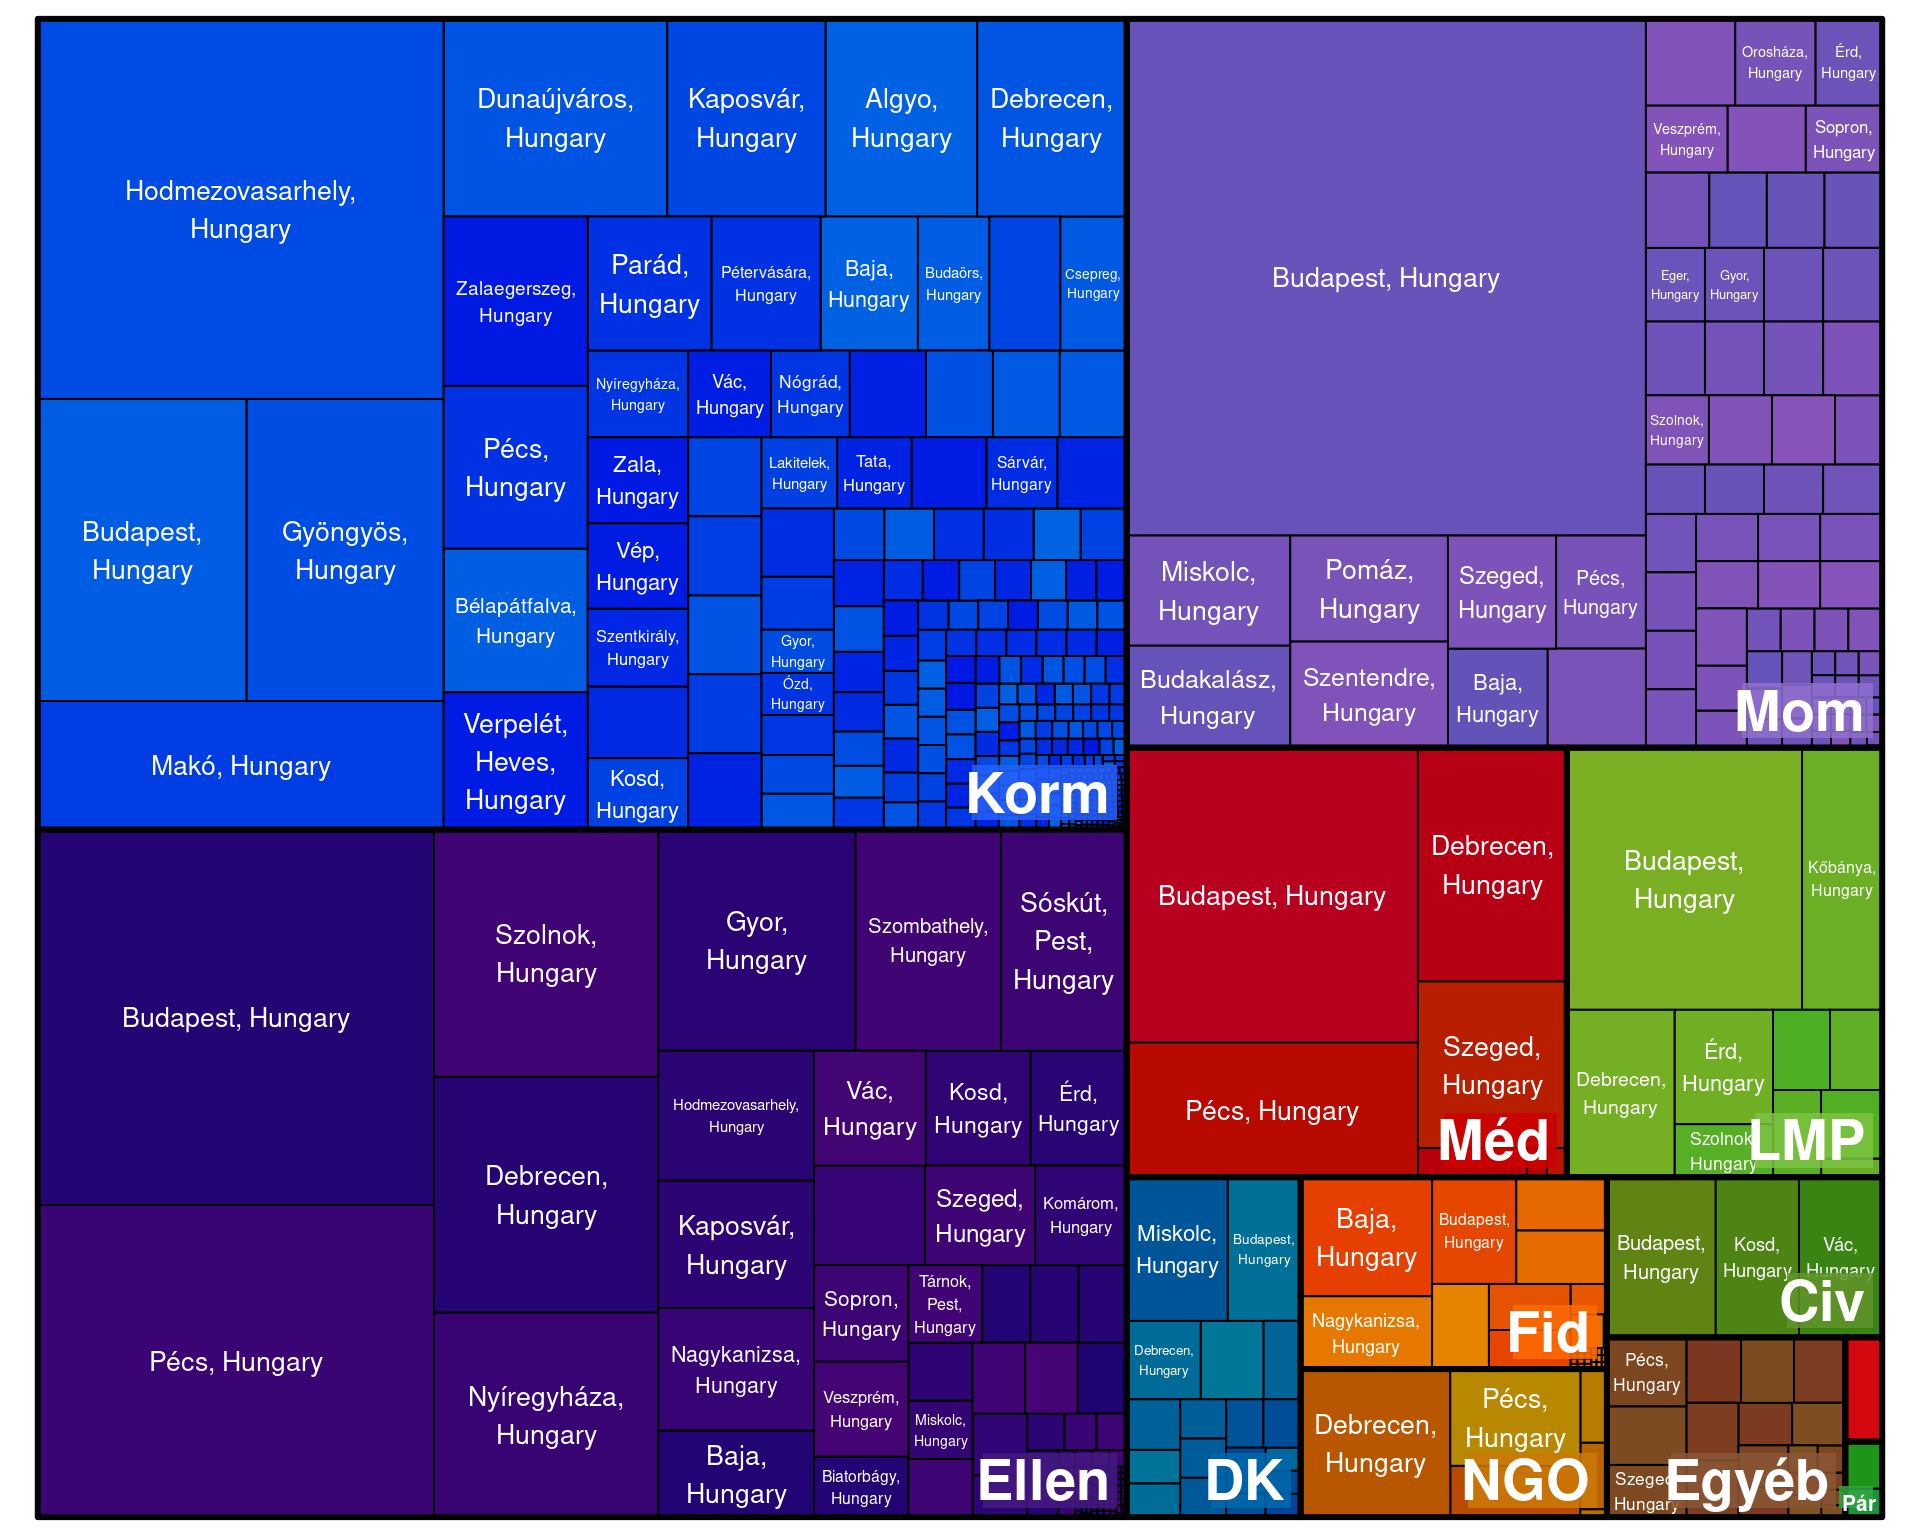 Hodmezovasarhely,
Hungary
Dunaújváros,
Hungary
Kaposvár,
Hungary
Algyo,
Hungary
Debrecen,
Hungary
Zalaegerszeg,
Hungary
Parád,
Hungary
Pétervására,
Hungary
Baja,
Hungary
Budaörs,
Hungary
Csepreg,
Hungary
Nyíregyháza,
Hungary
Vác,
Hungary
Nógrád,
Hungary
Budapest,
Hungary
Gyöngyös,
Hungary
Pécs,
Hungary
Zala,
Hungary
Lakitelek,
Hungary
Tata,
Hungary
Sárvár,
Hungary
Vép,
Hungary
Bélapátfalva,
Hungary
Szentkirály,
Hungary
Gyor,
Hungary
Ózd,
Hungary
Makó, Hungary
Verpelét,
Heves,
Hungary
Kosd,
Hungary
Korm
Budapest, Hungary
Orosháza,
Hungary
Érd,
Hungary
Veszprém,
Hungary
Sopron,
Hungary
Eger,
Hungary
Gyor,
Hungary
Szolnok,
Hungary
Miskolc,
Hungary
Pomáz,
Hungary
Szeged,
Hungary
Pécs,
Hungary
Budakalász,
Hungary
Szentendre,
Hungary
Baja,
Hungary
Mom
Budapest, Hungary
Szolnok,
Hungary
Gyor,
Hungary
Szombathely,
Hungary
Sóskút,
Pest,
Hungary
Hodmezovasarhely,
Hungary
Vác,
Hungary
Kosd,
Hungary
Érd,
Hungary
Debrecen,
Hungary
Kaposvár,
Hungary
Szeged,
Hungary
Komárom,
Hungary
Pécs, Hungary
Nyíregyháza,
Hungary
Nagykanizsa,
Hungary
Sopron,
Hungary
Tárnok,
Pest,
Hungary
Veszprém,
Hungary
Miskolc,
Hungary
Baja,
Hungary
Biatorbágy,
Hungary
Ellen
Budapest, Hungary
Debrecen,
Hungary
Pécs, Hungary
Szeged,
Hungary
Méd
Budapest,
Hungary
Kőbánya,
Hungary
Debrecen,
Hungary
Érd,
Hungary
Szolnok,
Hungary
LMP
Miskolc,
Hungary
Budapest,
Hungary
Debrecen,
Hungary
DK
Baja,
Hungary
Budapest,
Hungary
Nagykanizsa,
Hungary
Fid
Debrecen,
Hungary
Pécs,
Hungary
NGO
Budapest,
Hungary
Kosd,
Hungary
Vác,
Hungary
Civ
Pécs,
Hungary
Szeged,
Hungary
Egyéb
Pár